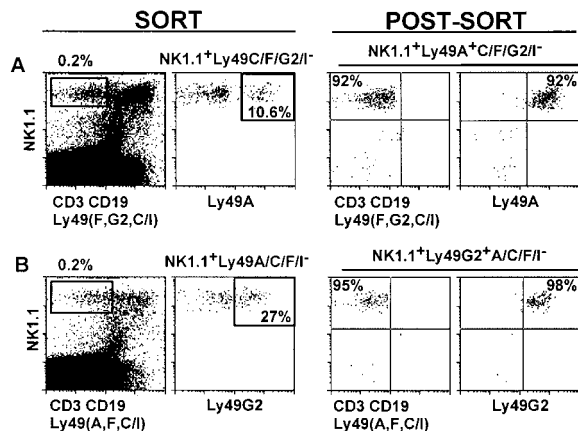 SORT
POST-SORT
A
0.2%
NK1.1⁺Ly49C/F/G2/I⁻
NK1.1⁺Ly49A⁺C/F/G2/I⁻
NK1.1
10.6%
92%
92%
CD3 CD19
Ly49(F,G2,C/I)
Ly49A
CD3 CD19
Ly49(F,G2,C/I)
Ly49A
B
0.2%
NK1.1⁺Ly49A/C/F/I⁻
NK1.1⁺Ly49G2⁺A/C/F/I⁻
NK1.1
27%
95%
98%
CD3 CD19
Ly49(A,F,C/I)
Ly49G2
CD3 CD19
Ly49(A,F,C/I)
Ly49G2